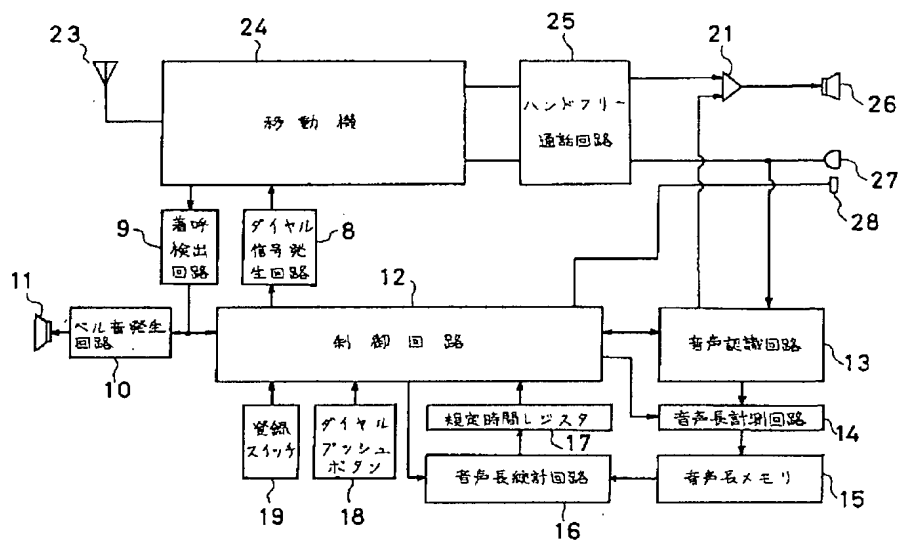 23
24
25
21
移動機
ハンドフリー
通話回路
26
27
28
9
着呼
検出
回路
ダイヤル
信号発
生回路
8
11
12
ベル音発生
回路
10
制御回路
音声認識回路
13
登録
スイッチ
19
ダイヤル
プッシュ
ボタン
18
規定時間レジスタ
17
音声長計測回路
14
音声長統計回路
16
音声長メモリ
15